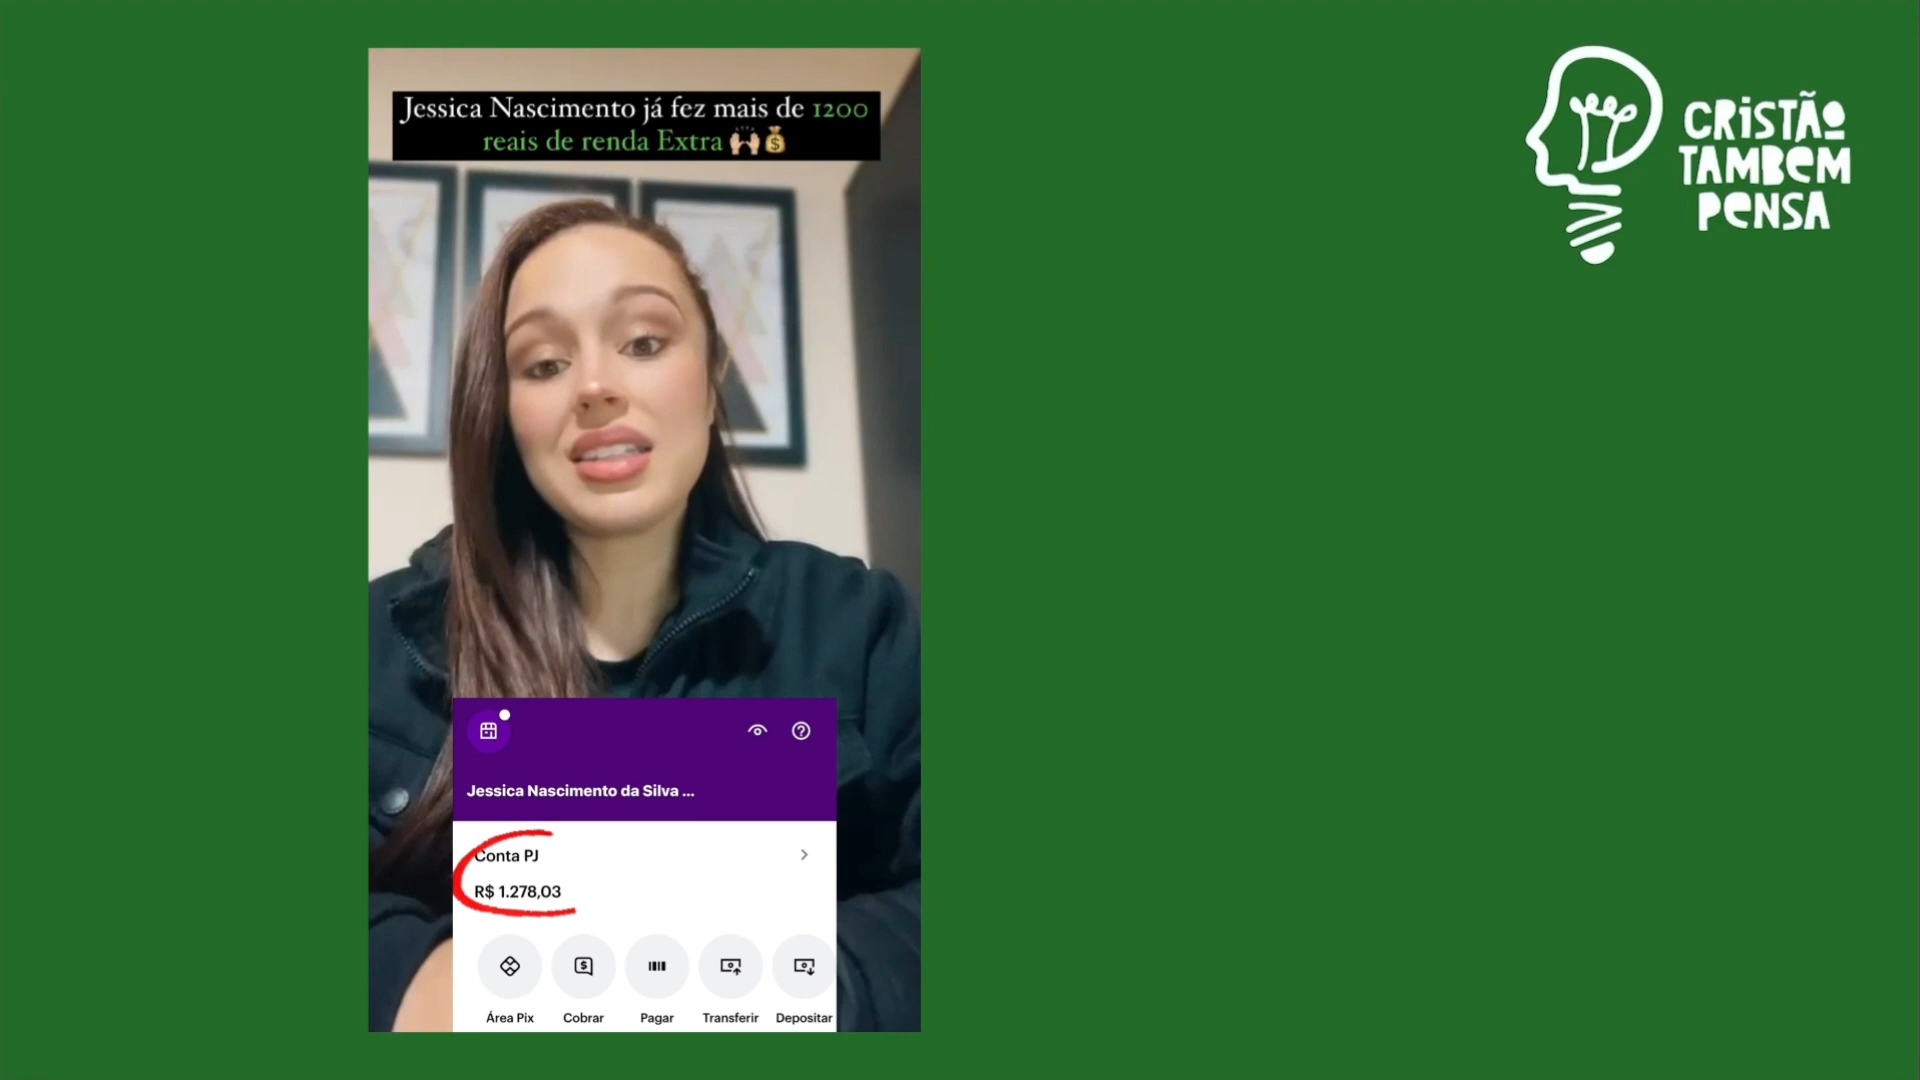 Jessica Nascimento já fez mais de 1200
reais de renda Extra 🙌🏻💰
CRISTÃO
TAMBÉM
PENSA
Jessica Nascimento da Silva ...
Conta PJ
R$ 1.278,03
Área Pix Cobrar Pagar Transferir Depositar